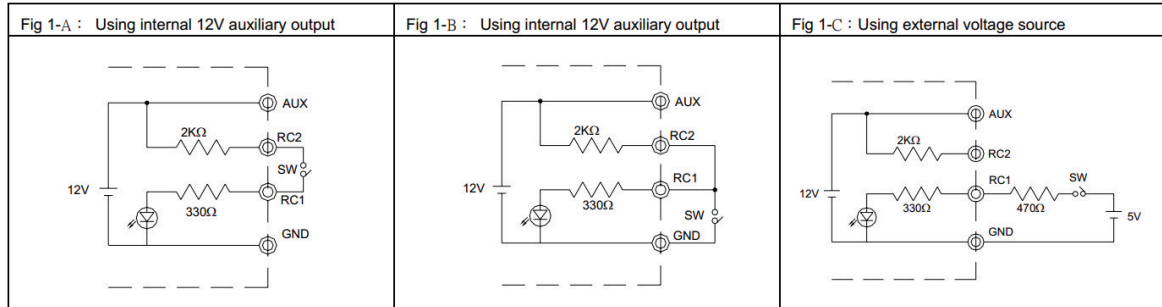 Fig 1-A： Using internal 12V auxiliary output
AUX
2KΩ
RC2
SW
12V
RC1
330Ω
GND
Fig 1-B： Using internal 12V auxiliary output
AUX
2KΩ
RC2
RC1
12V
330Ω
SW
GND
Fig 1-C：Using external voltage source
AUX
2KΩ
RC2
RC1
SW
12V
330Ω
470Ω
5V
GND